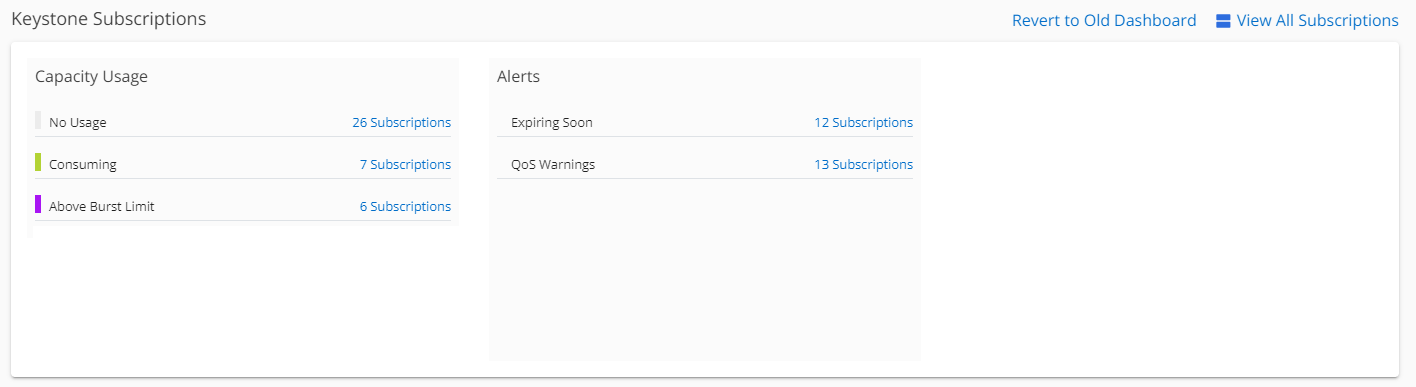 Keystone Subscriptions
Revert to Old Dashboard
View All Subscriptions
Capacity Usage
No Usage 26 Subscriptions
Consuming 7 Subscriptions
Above Burst Limit 6 Subscriptions
Alerts
Expiring Soon 12 Subscriptions
QoS Warnings 13 Subscriptions